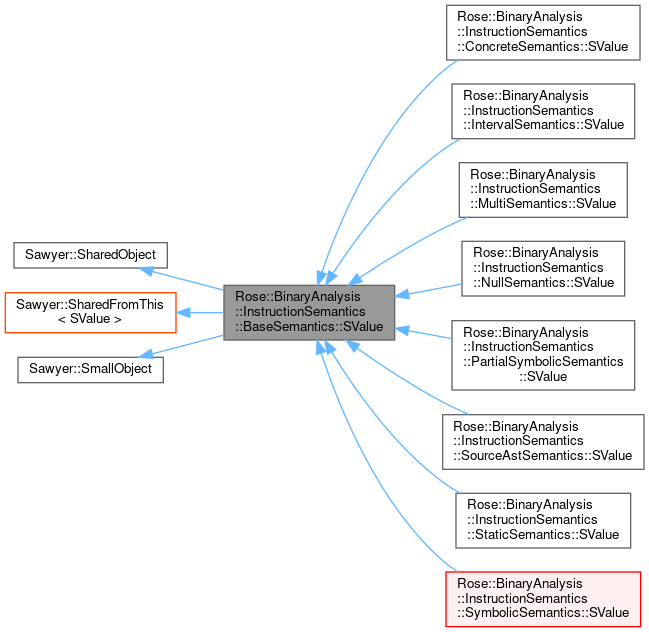 Sawyer::SharedObject
Sawyer::SharedFromThis
< SValue >
Sawyer::SmallObject
Rose::BinaryAnalysis
::InstructionSemantics
::BaseSemantics::SValue
Rose::BinaryAnalysis
::InstructionSemantics
::ConcreteSemantics::SValue
Rose::BinaryAnalysis
::InstructionSemantics
::IntervalSemantics::SValue
Rose::BinaryAnalysis
::InstructionSemantics
::MultiSemantics::SValue
Rose::BinaryAnalysis
::InstructionSemantics
::NullSemantics::SValue
Rose::BinaryAnalysis
::InstructionSemantics
::PartialSymbolicSemantics
::SValue
Rose::BinaryAnalysis
::InstructionSemantics
::SourceAstSemantics::SValue
Rose::BinaryAnalysis
::InstructionSemantics
::StaticSemantics::SValue
Rose::BinaryAnalysis
::InstructionSemantics
::SymbolicSemantics::SValue